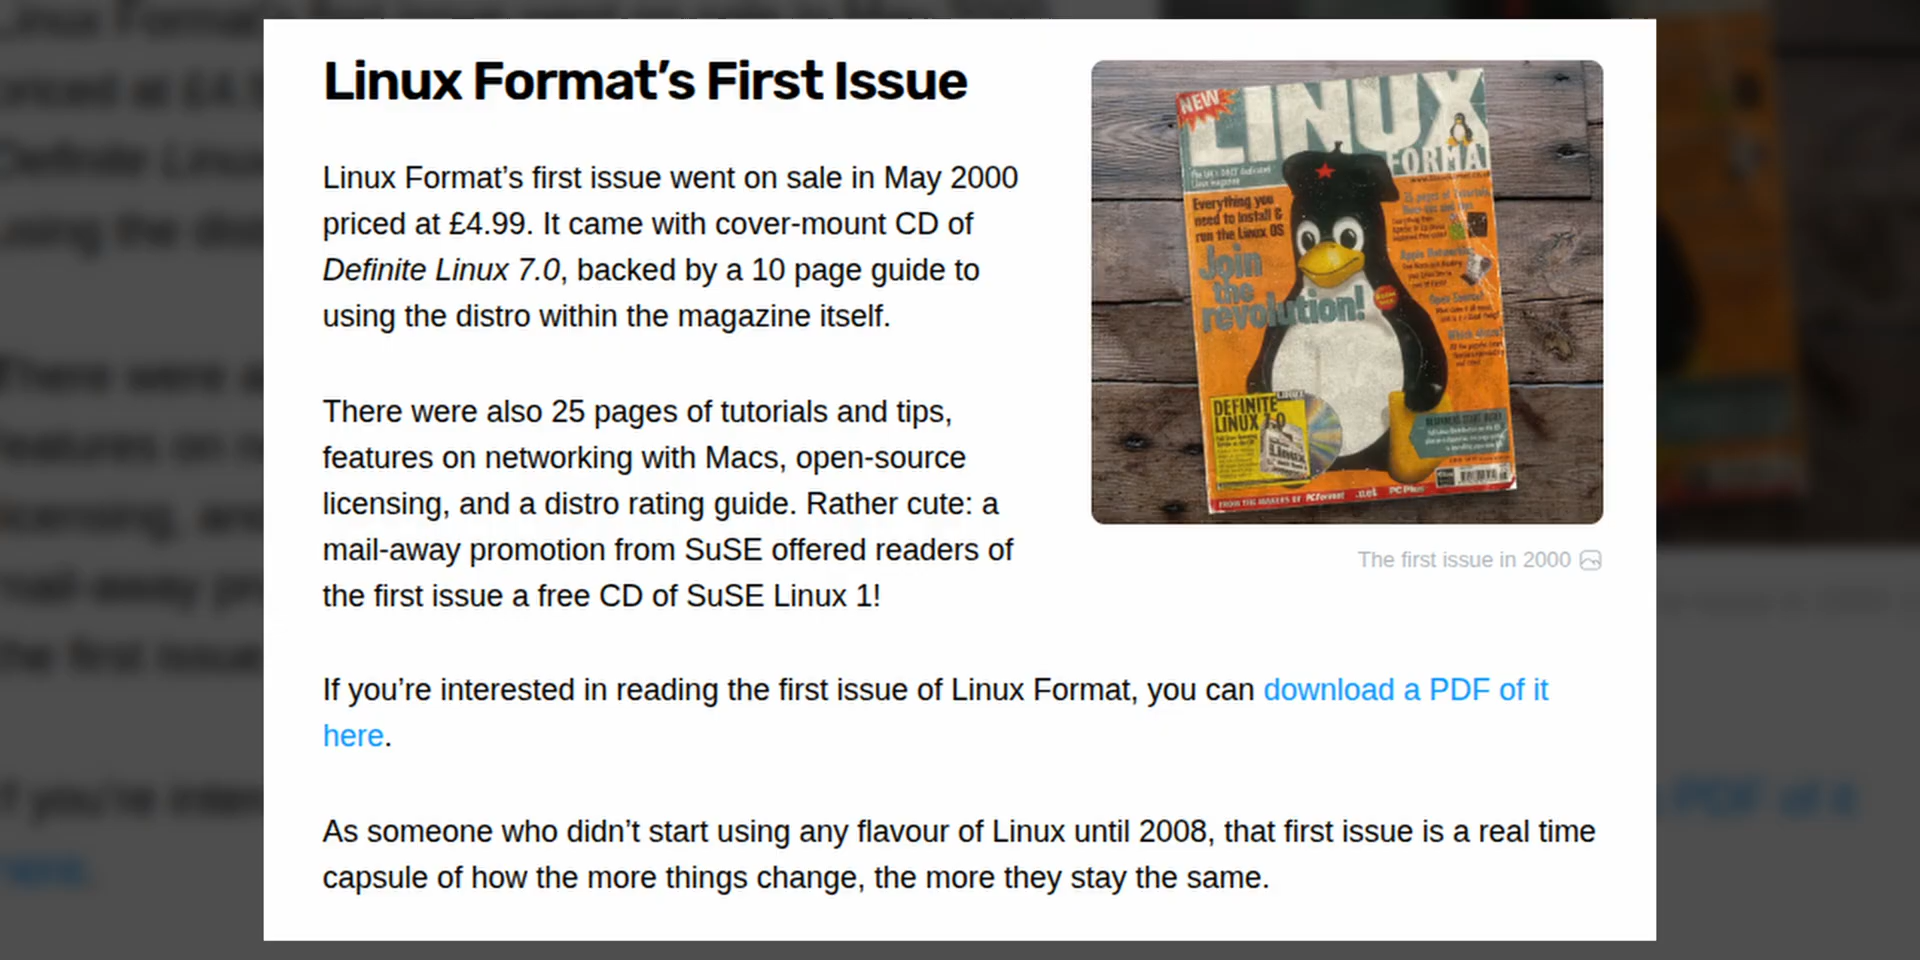 Linux Format’s First Issue
Linux Format’s first issue went on sale in May 2000
priced at £4.99. It came with cover-mount CD of
Definite Linux 7.0, backed by a 10 page guide to
using the distro within the magazine itself.
There were also 25 pages of tutorials and tips,
features on networking with Macs, open-source
licensing, and a distro rating guide. Rather cute: a
mail-away promotion from SuSE offered readers of
the first issue a free CD of SuSE Linux 1!
NEW
LINUX
FORMAT
Everything you
need to install &
run the Linux OS
Join
the
revolution!
DEFINITE
LINUX 7.0
FROM THE MAKERS OF PCFormat .net PC Plus
The first issue in 2000
If you’re interested in reading the first issue of Linux Format, you can download a PDF of it
here.
As someone who didn’t start using any flavour of Linux until 2008, that first issue is a real time
capsule of how the more things change, the more they stay the same.